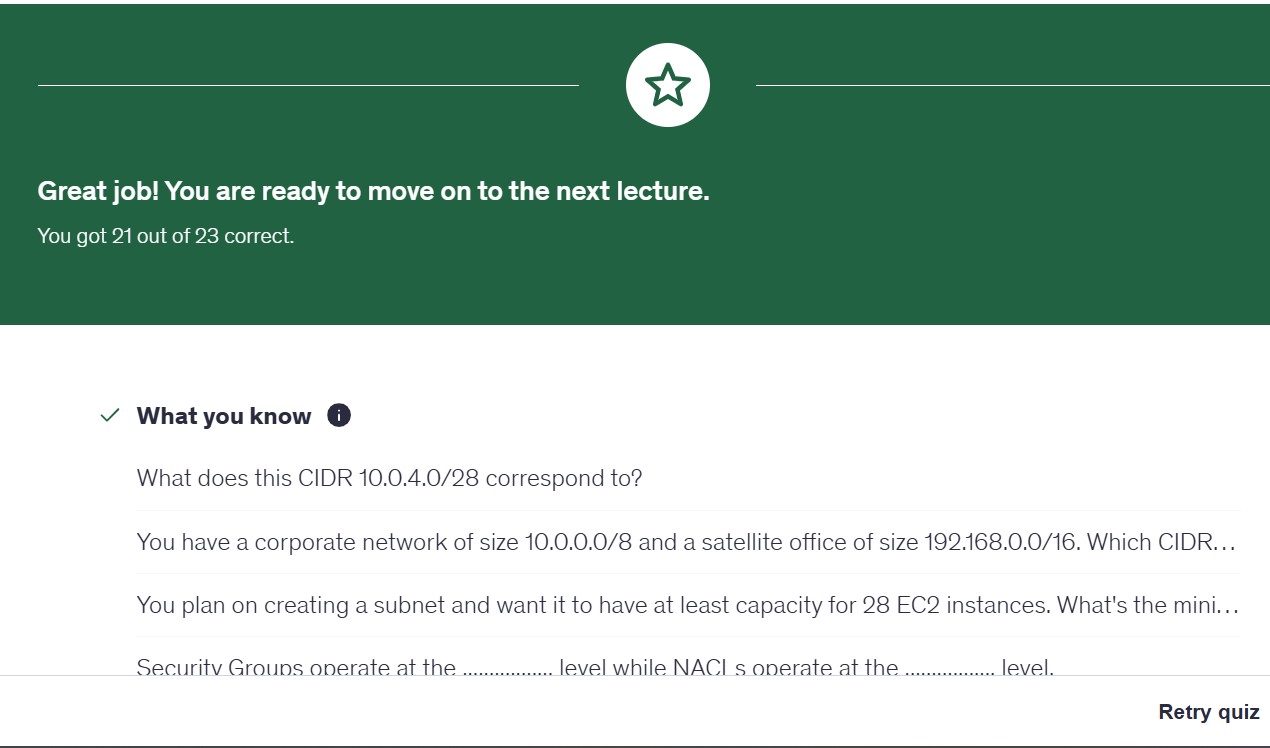 Great job! You are ready to move on to the next lecture.
You got 21 out of 23 correct.
What you know
What does this CIDR 10.0.4.0/28 correspond to?
You have a corporate network of size 10.0.0.0/8 and a satellite office of size 192.168.0.0/16. Which CIDR...
You plan on creating a subnet and want it to have at least capacity for 28 EC2 instances. What's the mini...
Security Groups operate at the ................ level while NACLs operate at the ................ level.
Retry quiz